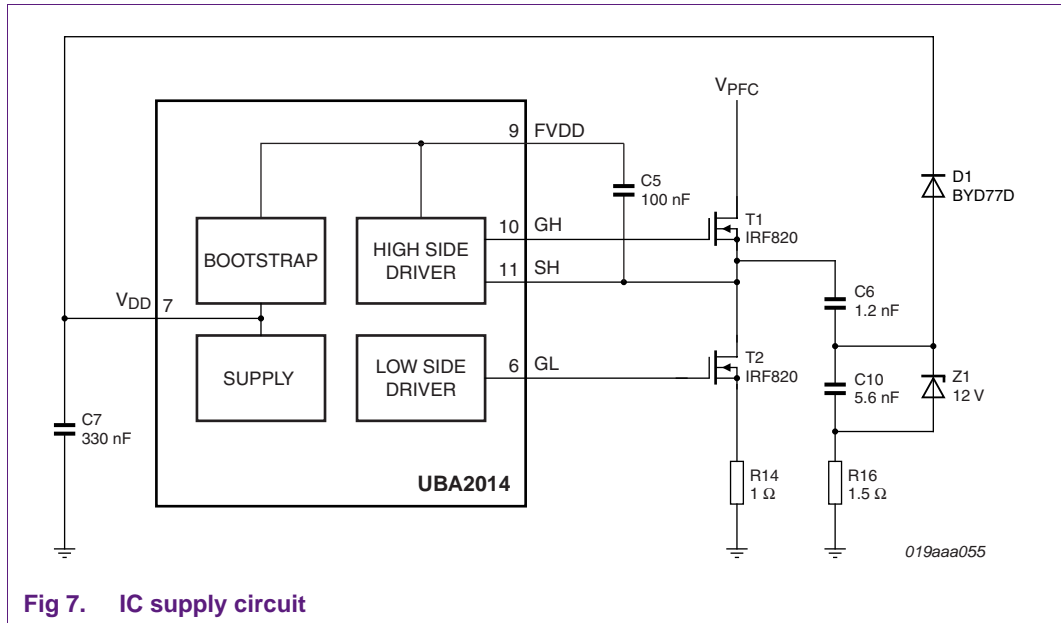 V_PFC
9 FVDD
C5
100 nF
D1
BYD77D
10 GH
T1
IRF820
BOOTSTRAP
HIGH SIDE
DRIVER
11 SH
V_DD 7
C6
1.2 nF
SUPPLY
LOW SIDE
DRIVER
6 GL
T2
IRF820
C10
5.6 nF
Z1
12 V
C7
330 nF
R14
1 Ω
R16
1.5 Ω
UBA2014
019aaa055
Fig 7. IC supply circuit